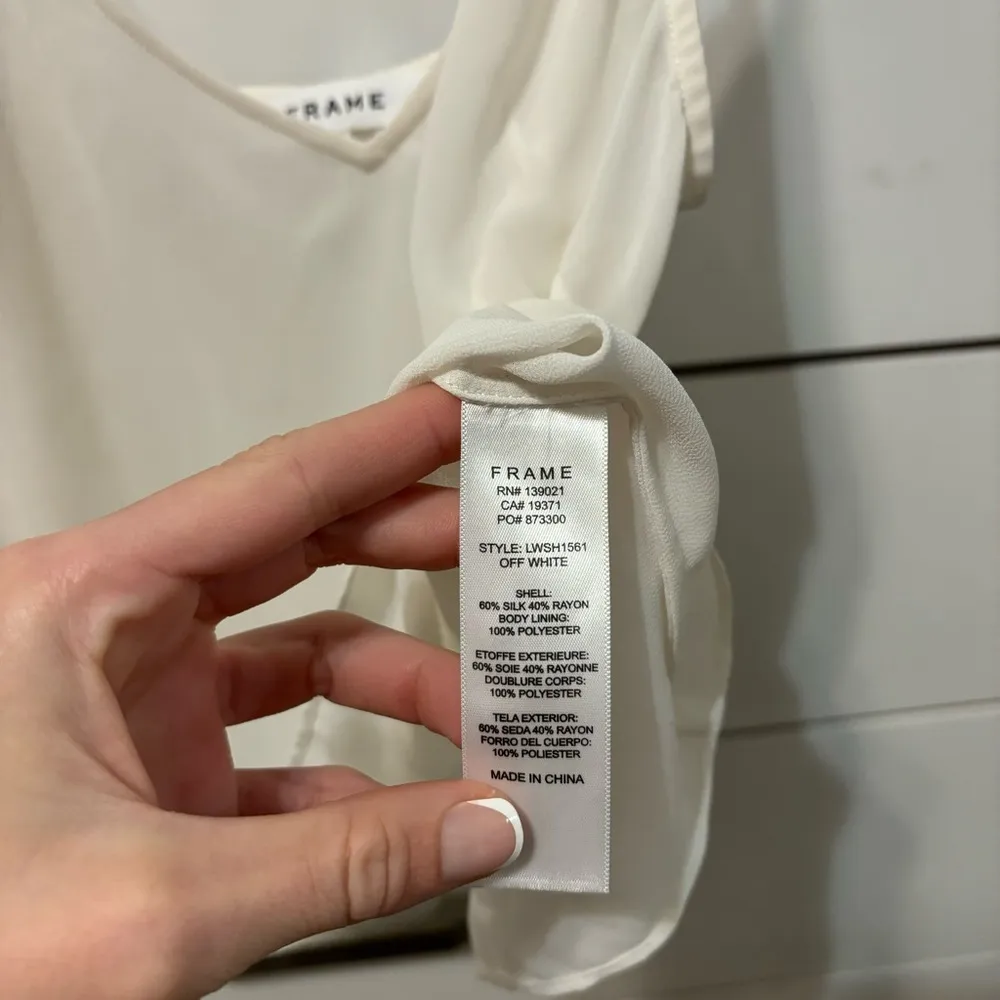 FRAME
FRAME
RN# 139021
CA# 19371
PO# 873300
STYLE: LWSH1561
OFF WHITE
SHELL:
60% SILK 40% RAYON
BODY LINING:
100% POLYESTER
ETOFFE EXTERIEURE:
60% SOIE 40% RAYONNE
DOUBLURE CORPS:
100% POLYESTER
TELA EXTERIOR:
60% SEDA 40% RAYON
FORRO DEL CUERPO:
100% POLIESTER
MADE IN CHINA